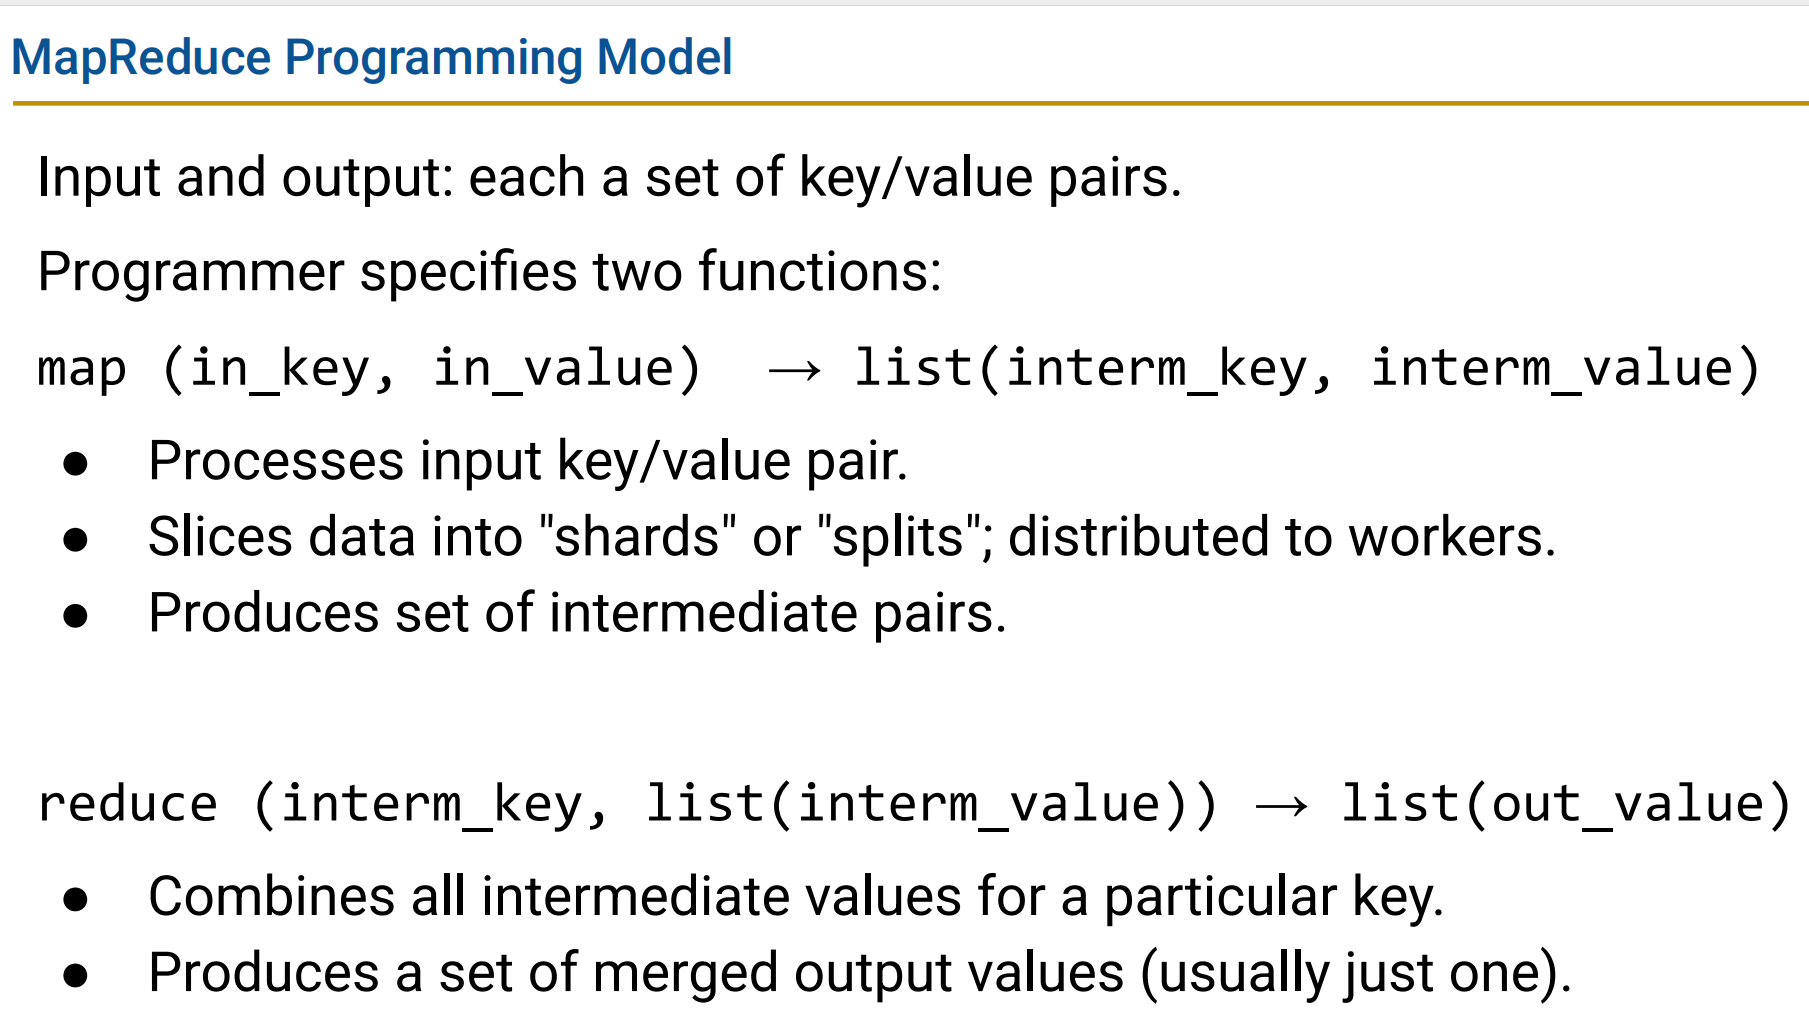 MapReduce Programming Model
Input and output: each a set of key/value pairs.
Programmer specifies two functions:
map (in_key, in_value) → list(interm_key, interm_value)
● Processes input key/value pair.
● Slices data into "shards" or "splits"; distributed to workers.
● Produces set of intermediate pairs.
reduce (interm_key, list(interm_value)) → list(out_value)
● Combines all intermediate values for a particular key.
● Produces a set of merged output values (usually just one).